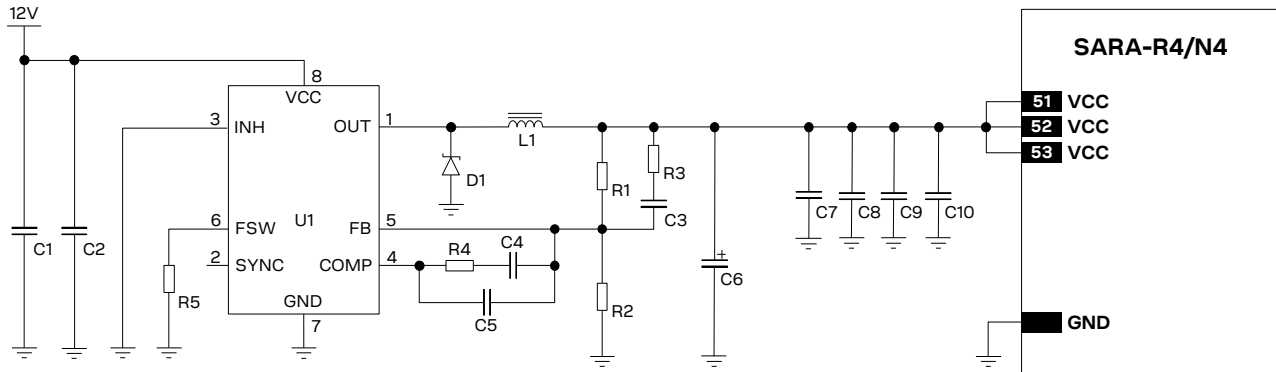 12V
SARA-R4/N4
8
VCC
51 VCC
3 INH OUT 1
52 VCC
L1
53 VCC
D1
R1
R3
C3
C7 C8 C9 C10
6 FSW U1 FB 5
C1 C2
R4 C4
2 SYNC COMP 4
C6
R5
GND
R2
C5
7
GND